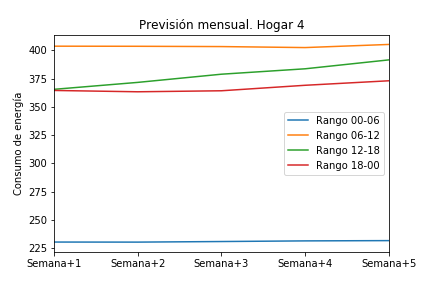 Previsión mensual. Hogar 4
Consumo de energía
400
375
350
325
300
275
250
225
Rango 00-06
Rango 06-12
Rango 12-18
Rango 18-00
Semana+1 Semana+2 Semana+3 Semana+4 Semana+5